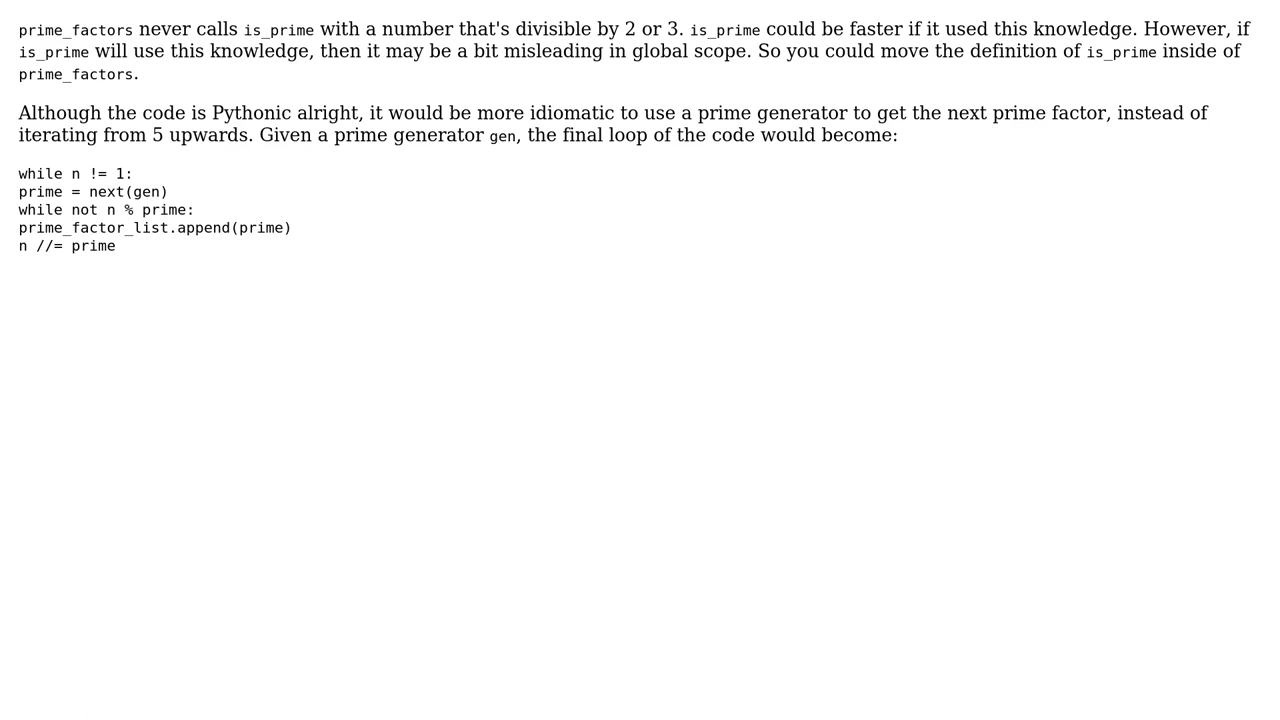 prime_factors never calls is_prime with a number that's divisible by 2 or 3. is_prime could be faster if it used this knowledge. However, if
is_prime will use this knowledge, then it may be a bit misleading in global scope. So you could move the definition of is_prime inside of
prime_factors.
Although the code is Pythonic alright, it would be more idiomatic to use a prime generator to get the next prime factor, instead of
iterating from 5 upwards. Given a prime generator gen, the final loop of the code would become:
while n != 1:
prime = next(gen)
while not n % prime:
prime_factor_list.append(prime)
n //= prime